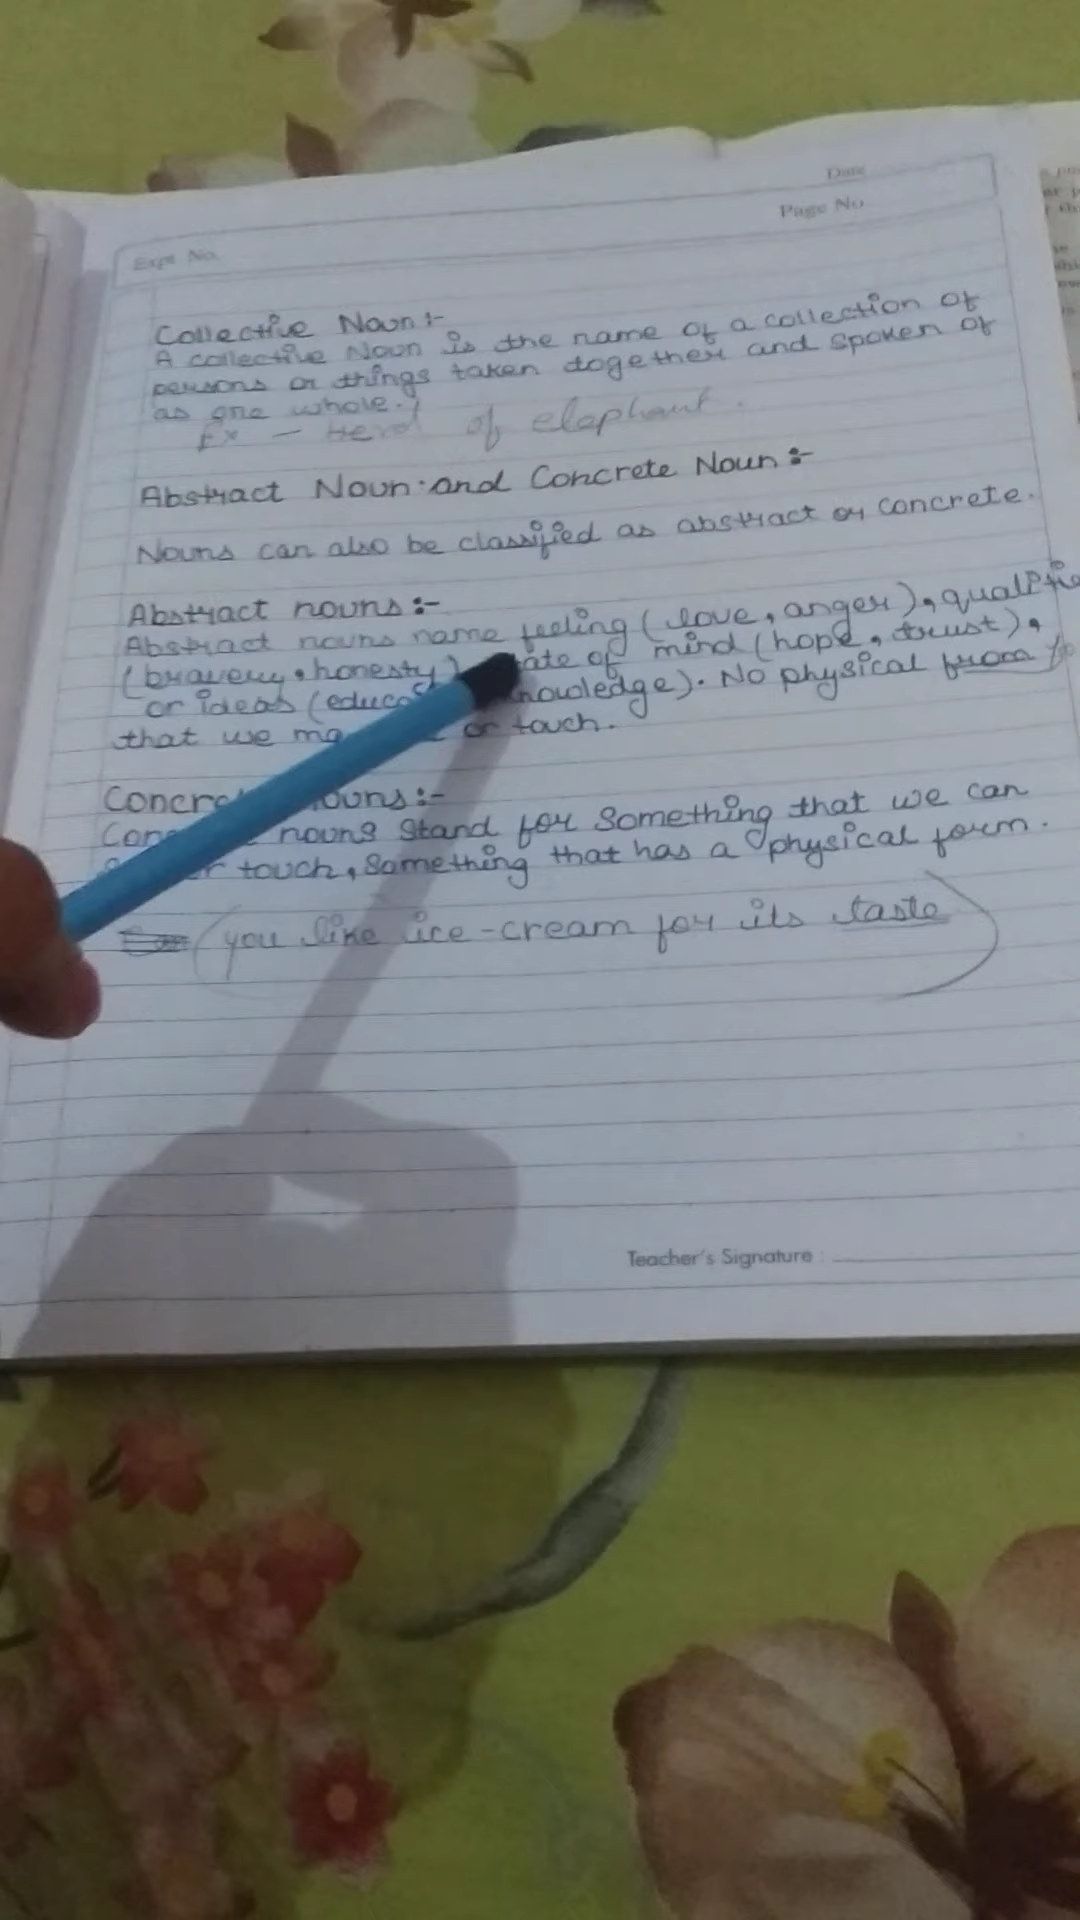 Date
Page No.
Expt. No.
Collective Noun :-
A collective Noun is the name of a collection of
persons or things taken together and spoken of
as one whole.
Ex - Herd of elephant.
Abstract Noun and Concrete Noun :-
Nouns can also be classified as abstract or concrete.
Abstract nouns :-
Abstract nouns name feeling (love, anger), 
(bravery, honesty) of mind (hope, trust),
or ideas knowledge). No physical from
that we or touch.
nouns :-
nouns stand for something that we can
touch, something that has a physical form.
(you like ice-cream for its taste)
Teacher's Signature :